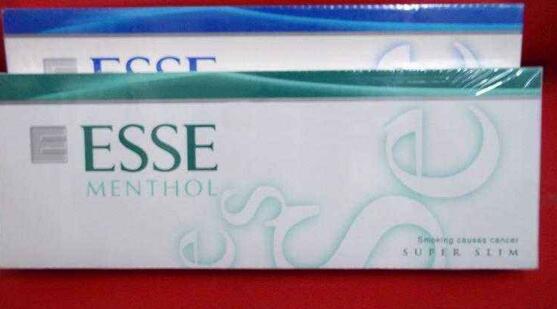 ESSE
ESSE
MENTHOL
Smoking causes cancer
SUPER SLIM